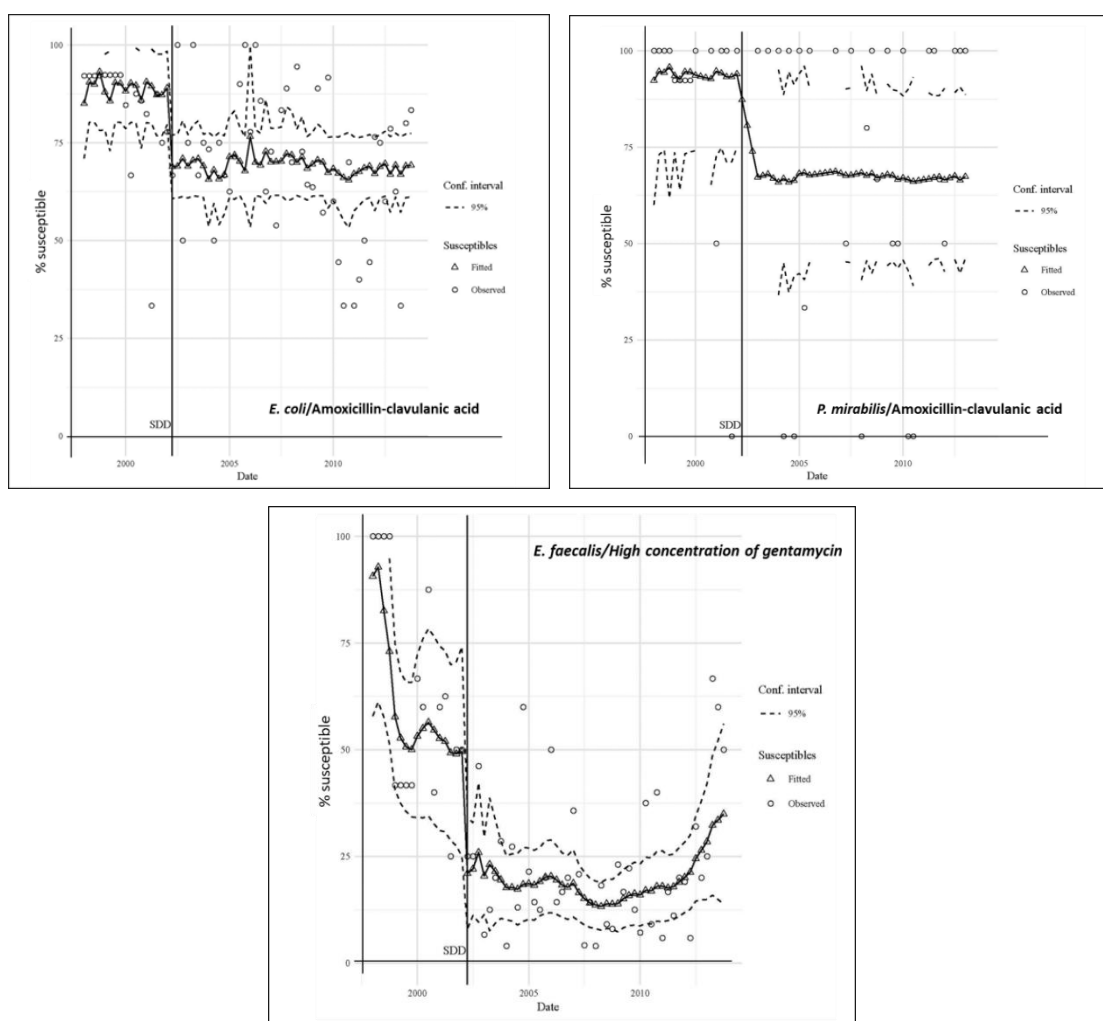 100
75
50
25
0
% susceptible
Conf. interval
95%
Susceptibles
Fitted
Observed
E. coli/Amoxicillin-clavulanic acid
SDD
2000
2005
2010
Date
100
75
50
25
0
% susceptible
Conf. interval
95%
Susceptibles
Fitted
Observed
P. mirabilis/Amoxicillin-clavulanic acid
SDD
2000
2005
2010
Date
E. faecalis/High concentration of gentamycin
100
75
50
25
0
% susceptible
Conf. interval
95%
Susceptibles
Fitted
Observed
SDD
2000
2005
2010
Date